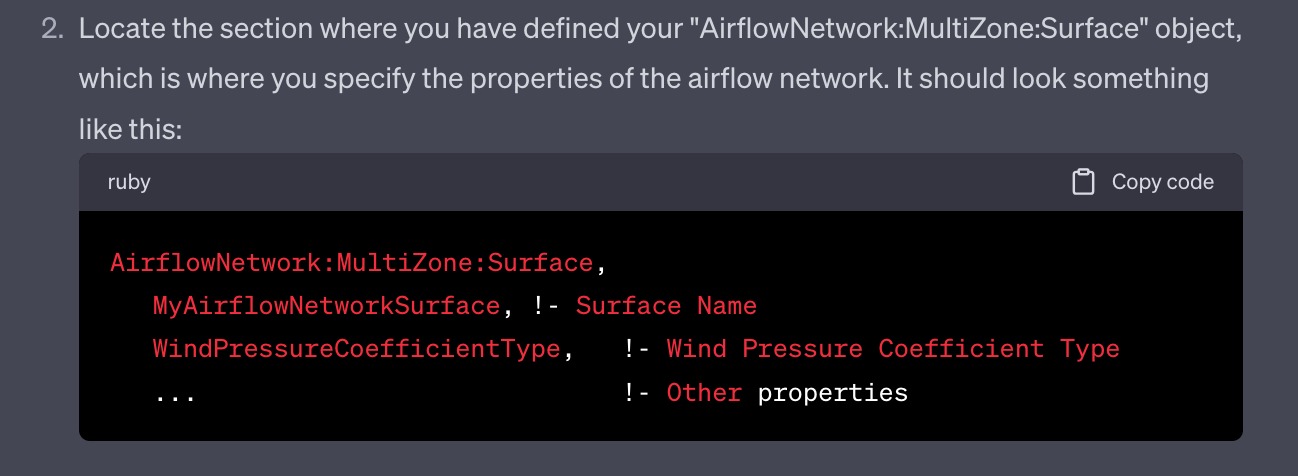 2. Locate the section where you have defined your "AirflowNetwork:MultiZone:Surface" object,
which is where you specify the properties of the airflow network. It should look something
like this:
ruby Copy code
AirflowNetwork:MultiZone:Surface,
MyAirflowNetworkSurface, !- Surface Name
WindPressureCoefficientType, !- Wind Pressure Coefficient Type
... !- Other properties